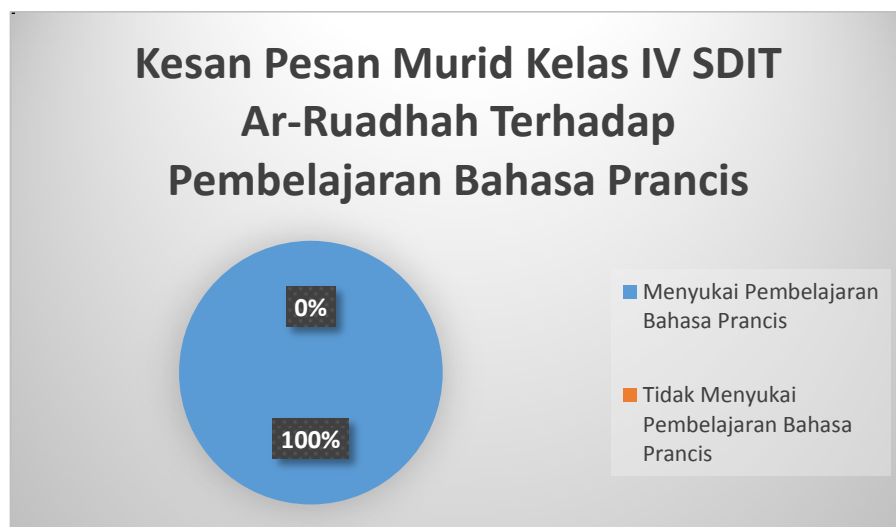 Kesan Pesan Murid Kelas IV SDIT
Ar-Ruadhah Terhadap
Pembelajaran Bahasa Prancis
0%
100%
Menyukai Pembelajaran
Bahasa Prancis
Tidak Menyukai
Pembelajaran Bahasa
Prancis